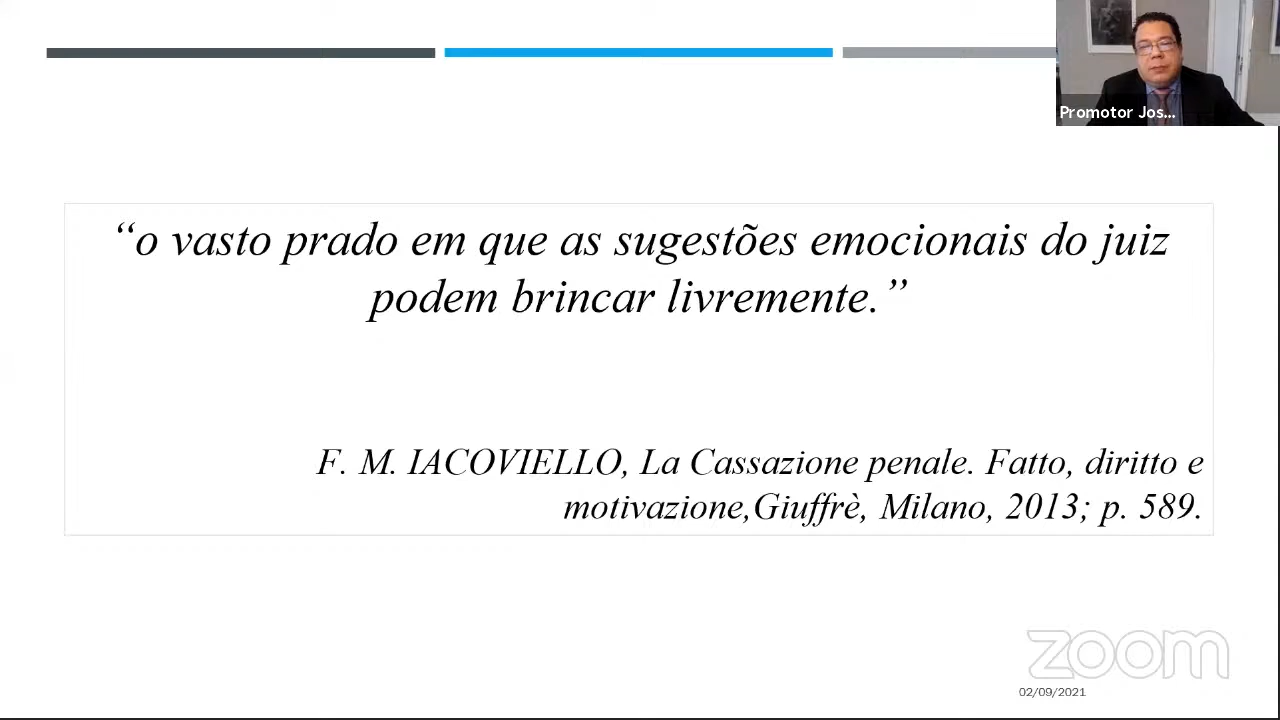 Promotor Jos...
“o vasto prado em que as sugestões emocionais do juiz
podem brincar livremente.”
F. M. IACOVIELLO, La Cassazione penale. Fatto, diritto e
motivazione,Giuffrè, Milano, 2013; p. 589.
zoom
02/09/2021